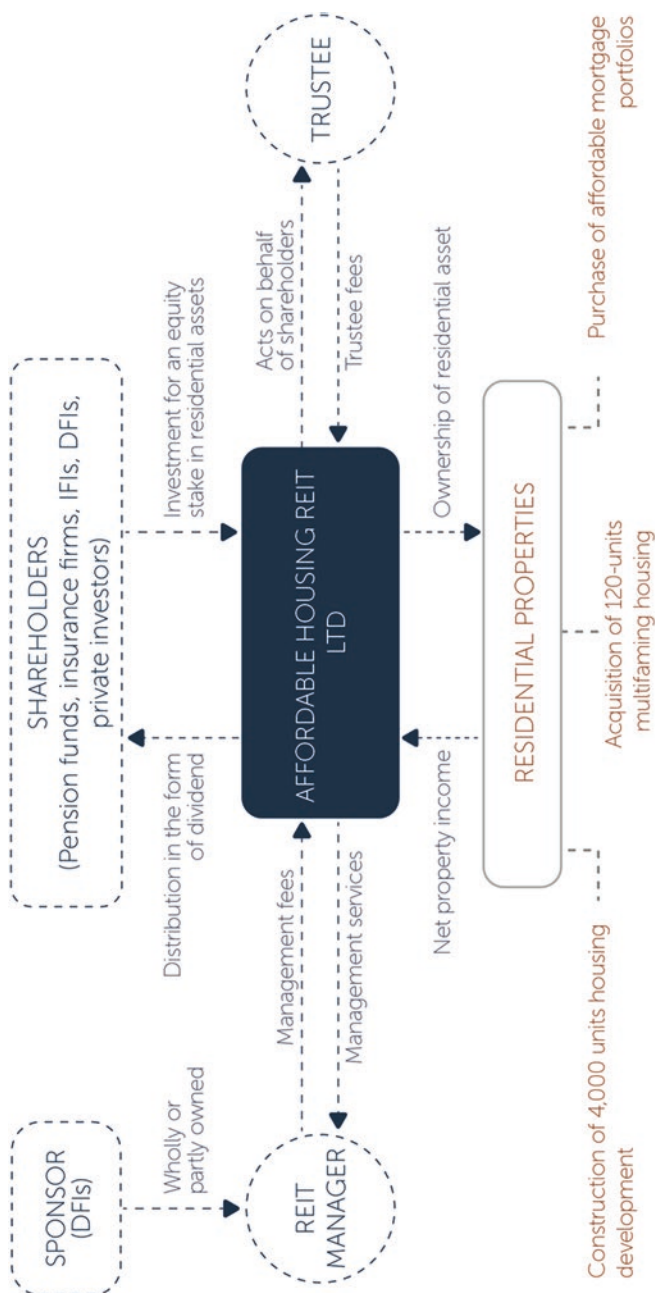 SPONSOR
(DFIs)
SHAREHOLDERS
(Pension funds, insurance firms, IFIs, DFIs,
private investors)
Wholly or
partly owned
Distribution in the form
of dividend
Investment for an equity
stake in residential assets
REIT
MANAGER
Management fees
Management services
AFFORDABLE HOUSING REIT
LTD
Acts on behalf
of shareholders
Trustee fees
TRUSTEE
Net property income
Ownership of residential asset
RESIDENTIAL PROPERTIES
Construction of 4,000 units housing
development
Acquisition of 120-units
multifaming housing
Purchase of affordable mortgage
portfolios